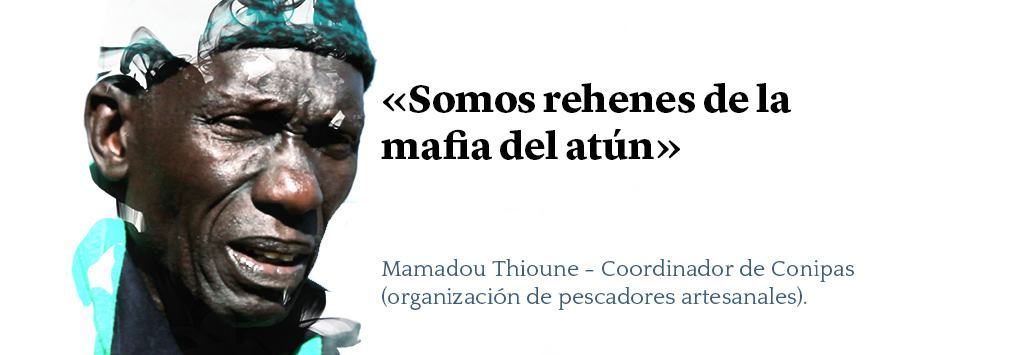 «Somos rehenes de la
mafia del atún»
Mamadou Thioune – Coordinador de Conipas
(organización de pescadores artesanales).